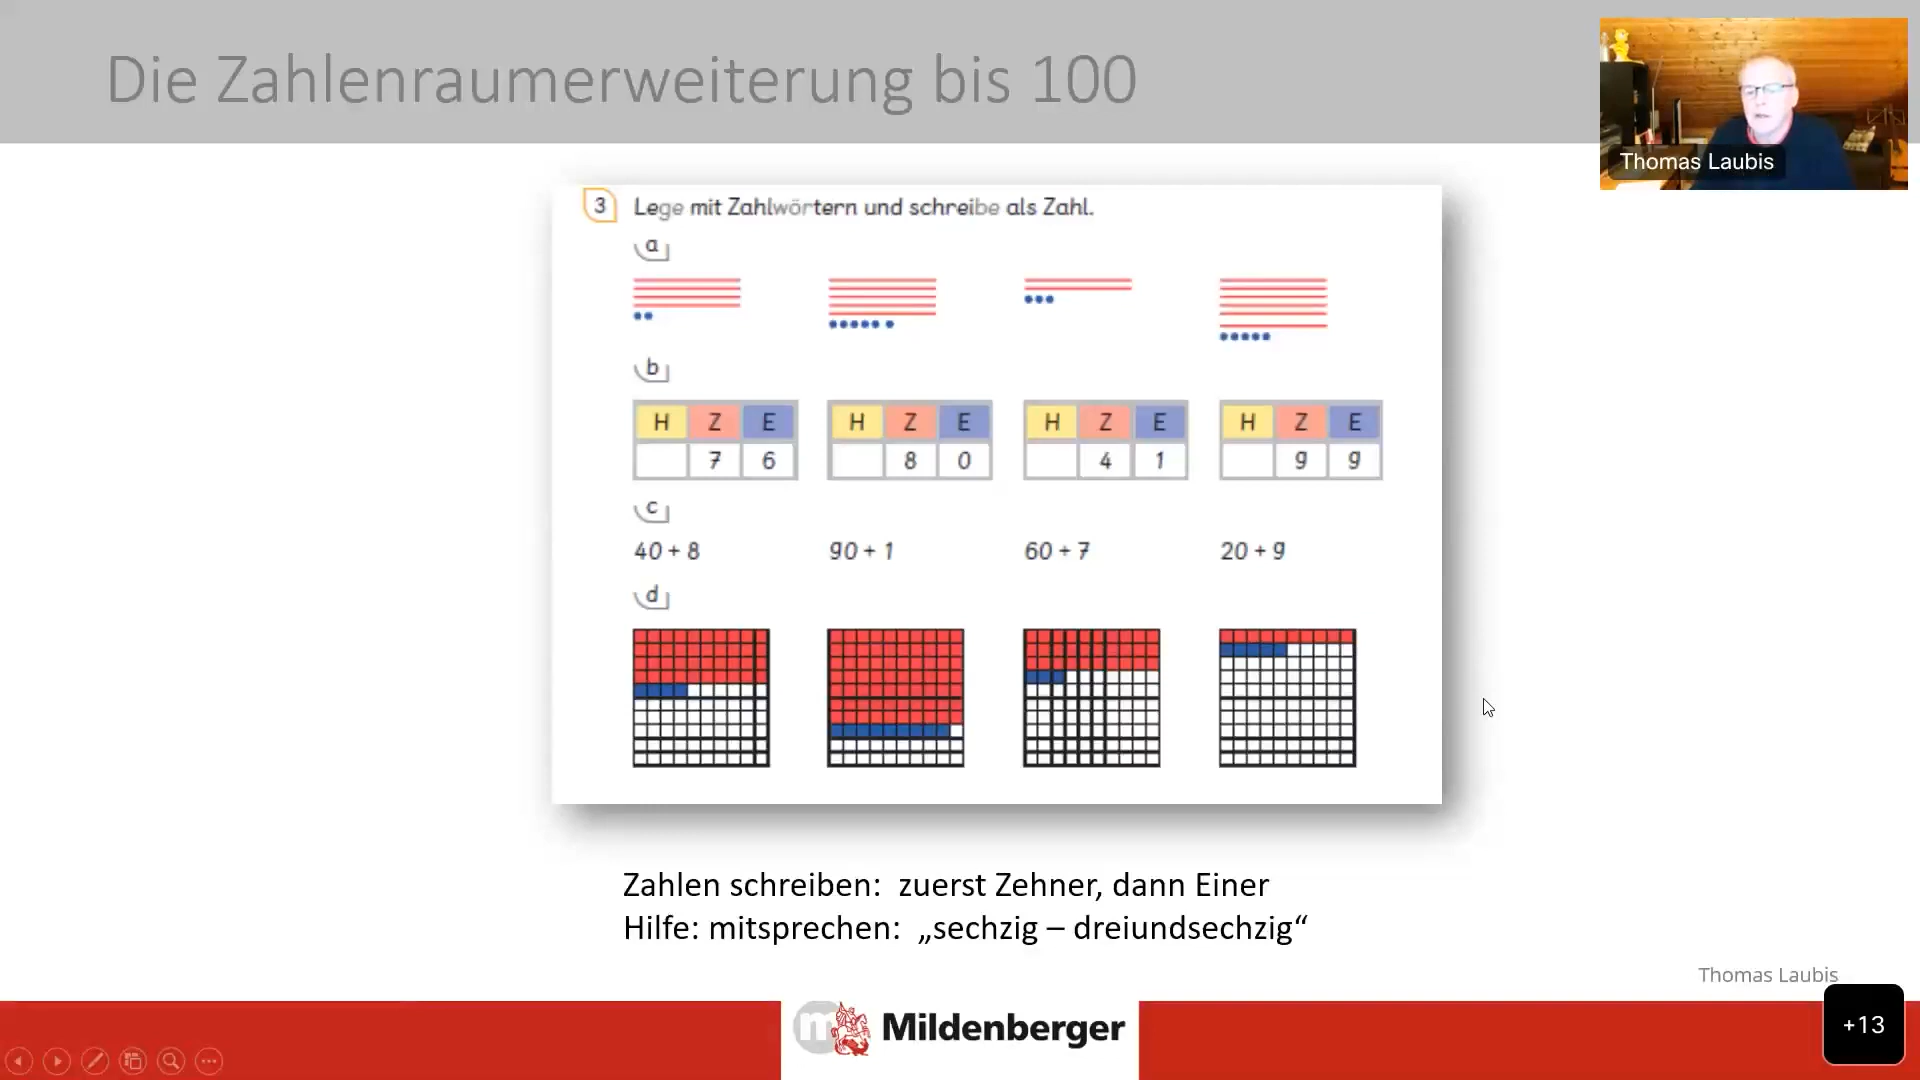 Die Zahlenraumerweiterung bis 100
Thomas Laubis
3 Lege mit Zahlwörtern und schreibe als Zahl.
a
b
H Z E H Z E H Z E H Z E
7 6 8 0 4 1 9 9
c
40 + 8 90 + 1 60 + 7 20 + 9
d
Zahlen schreiben: zuerst Zehner, dann Einer
Hilfe: mitsprechen: „sechzig – dreiundsechzig“
Thomas Laubis
m Mildenberger
+13